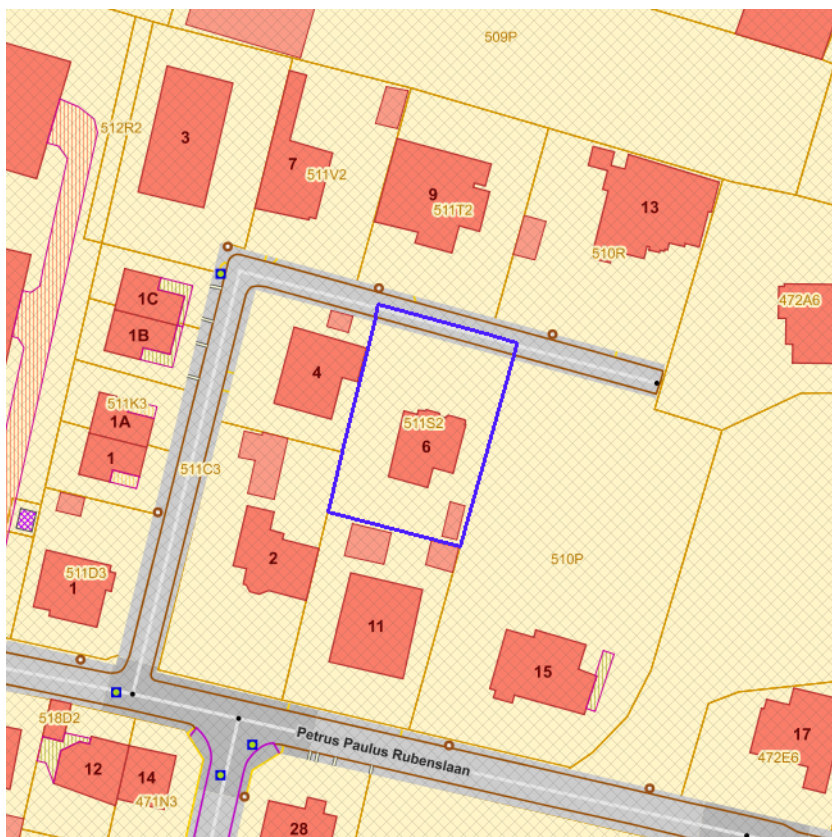 509P
512R2
3
7
511V2
9
511T2
13
510R
472A6
1C
1B
4
1A
511K3
1
511S2
6
511C3
2
510P
511D3
1
11
15
518D2
12
14
471N3
Petrus Paulus Rubenslaan
17
472E6
28